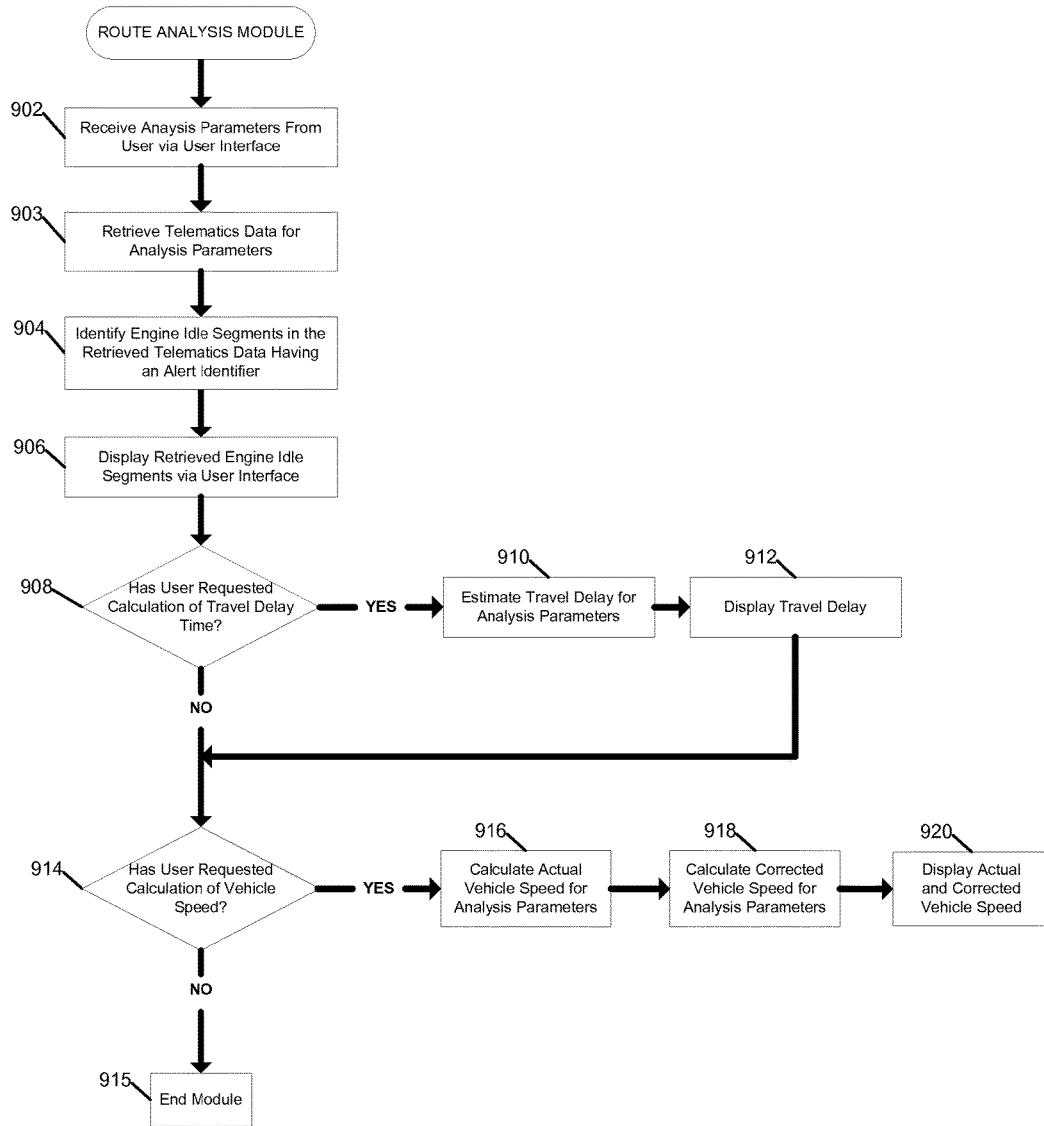 ROUTE ANALYSIS MODULE
902
Receive Anaysis Parameters From
User via User Interface
903
Retrieve Telematics Data for
Analysis Parameters
904
Identify Engine Idle Segments in the
Retrieved Telematics Data Having
an Alert Identifier
906
Display Retrieved Engine Idle
Segments via User Interface
908
Has User Requested
Calculation of Travel Delay
Time?
YES
910
Estimate Travel Delay for
Analysis Parameters
912
Display Travel Delay
NO
914
Has User Requested
Calculation of Vehicle
Speed?
YES
916
Calculate Actual
Vehicle Speed for
Analysis Parameters
918
Calculate Corrected
Vehicle Speed for
Analysis Parameters
920
Display Actual
and Corrected
Vehicle Speed
NO
915
End Module